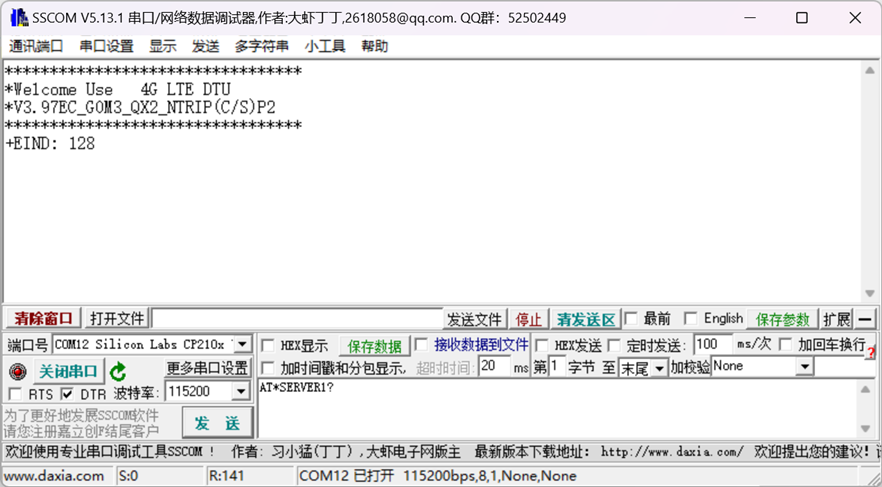 SSCOM V5.13.1 串口/网络数据调试器,作者:大虾丁丁,2618058@qq.com. QQ群: 52502449
通讯端口 串口设置 显示 发送 多字符串 小工具 帮助
*********************************
*Welcome Use   4G LTE DTU
*V3.97EC_G0M3_QX2_NTRIP(C/S)P2
*********************************
+EIND: 128
清除窗口 打开文件 发送文件 停止 清发送区 最前 English 保存参数 扩展 —
端口号 COM12 Silicon Labs CP210x HEX显示 保存数据 接收数据到文件 HEX发送 定时发送: 100 ms/次 加回车换行 ?
关闭串口 更多串口设置 加时间戳和分包显示, 超时时间: 20 ms 第 1 字节 至 末尾 加校验 None
RTS DTR 波特率: 115200 AT*SERVER1?
为了更好地发展SSCOM软件
请您注册嘉立创F结尾客户
发 送
欢迎使用专业串口调试工具SSCOM ! 作者: 习小猛(丁丁) ,大虾电子网版主 最新版本下载地址: http://www.daxia.com/ 欢迎提出您的建议!
www.daxia.com S:0 R:141 COM12 已打开 115200bps,8,1,None,None